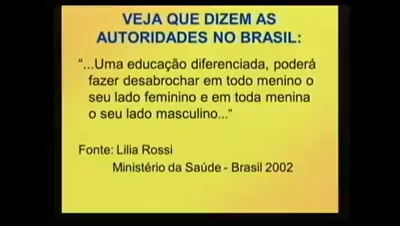 VEJA QUE DIZEM AS
AUTORIDADES NO BRASIL:
“...Uma educação diferenciada, poderá
fazer desabrochar em todo menino o
seu lado feminino e em toda menina
o seu lado masculino...”
Fonte: Lilia Rossi
Ministério da Saúde - Brasil 2002